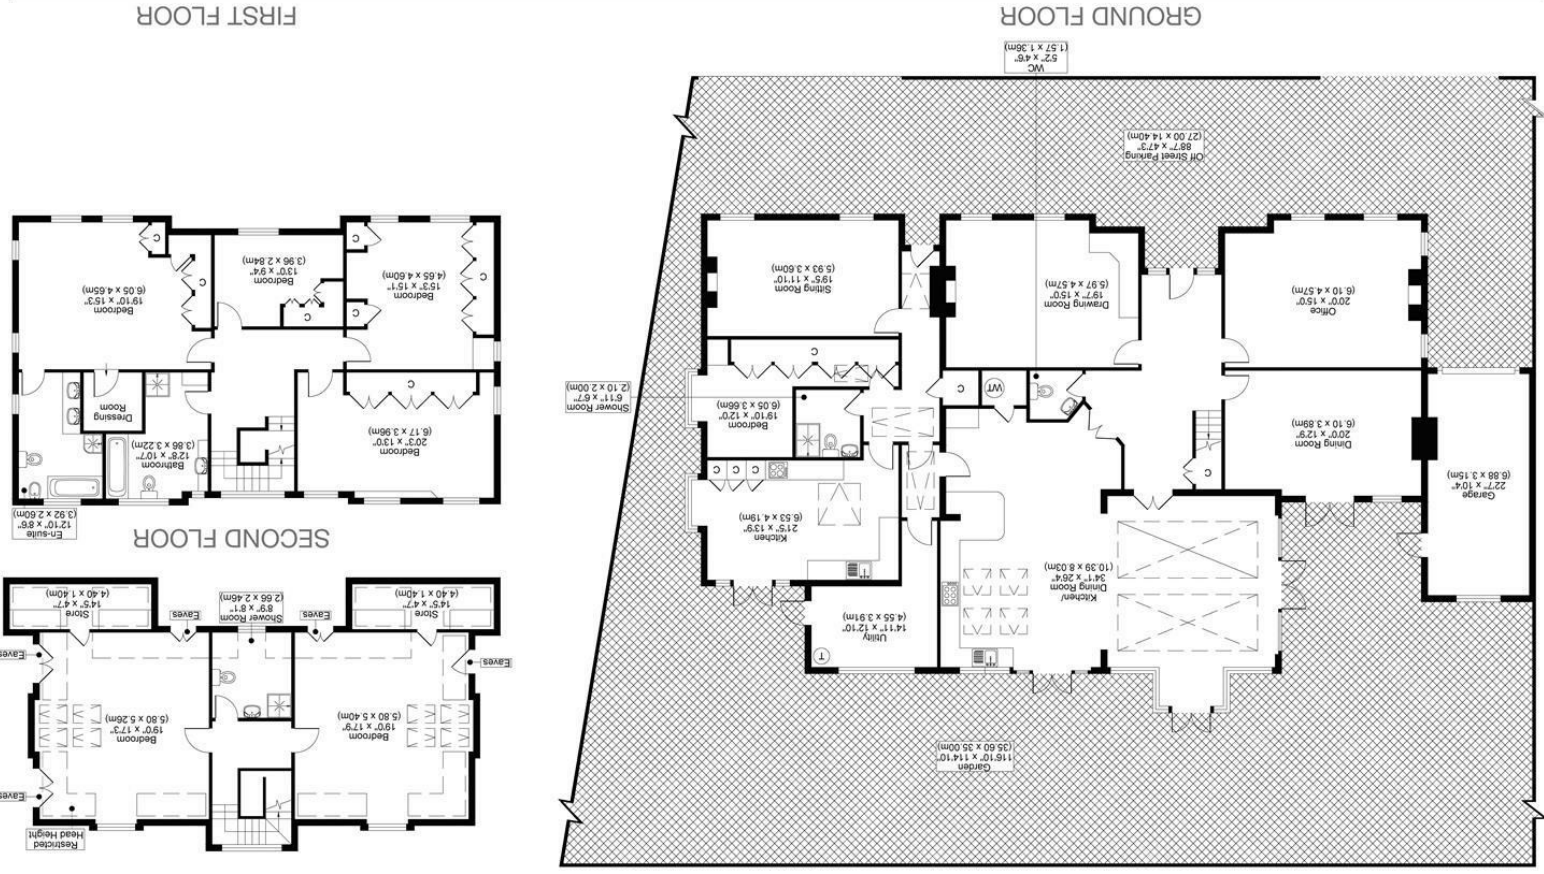 Garden
116'10" x 114'10"
(35.60 x 35.00m)
T
Utility
14'11" x 12'10"
(4.55 x 3.91m)
Kitchen/
Dining Room
34'1" x 26'4"
(10.39 x 8.03m)
Kitchen
21'5" x 13'9"
(6.53 x 4.19m)
Garage
22'7" x 10'4"
(6.88 x 3.15m)
C
C
C
C
Dining Room
20'0" x 12'9"
(6.10 x 3.89m)
WT
C
Bedroom
19'10" x 12'0"
(6.05 x 3.66m)
Shower Room
6'11" x 6'7"
(2.10 x 2.00m)
C
Office
20'0" x 15'0"
(6.10 x 4.57m)
Drawing Room
19'7" x 15'0"
(5.97 x 4.57m)
Sitting Room
19'5" x 11'10"
(5.93 x 3.60m)
Off Street Parking
88'7" x 47'3"
(27.00 x 14.40m)
WC
5'2" x 4'6"
(1.57 x 1.36m)
GROUND FLOOR
Restricted
Head Height
Eaves
Bedroom
19'0" x 17'9"
(5.80 x 5.40m)
Bedroom
19'0" x 17'3"
(5.80 x 5.26m)
Eaves
Eaves
Eaves
Eaves
Shower Room
8'9" x 8'1"
(2.66 x 2.46m)
Store
14'5" x 4'7"
(4.40 x 1.40m)
Store
14'5" x 4'7"
(4.40 x 1.40m)
SECOND FLOOR
En-suite
12'10" x 8'6"
(3.92 x 2.60m)
Bedroom
20'3" x 13'0"
(6.17 x 3.96m)
C
Bathroom
12'8" x 10'7"
(3.86 x 3.22m)
Dressing
Room
C
Bedroom
15'3" x 15'1"
(4.65 x 4.60m)
C
C
C
Bedroom
13'0" x 9'4"
(3.96 x 2.84m)
C
Bedroom
19'10" x 15'3"
(6.05 x 4.65m)
C
FIRST FLOOR